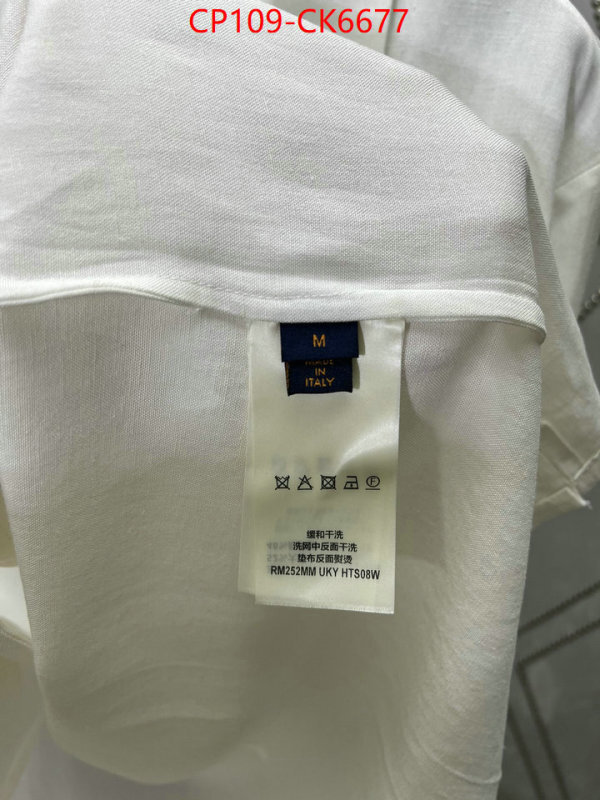 CP109-CK6677
M
MADE
IN
ITALY
缓和干洗
洗网中反面干洗
垫布反面熨烫
RM252MM UKY HTS08W